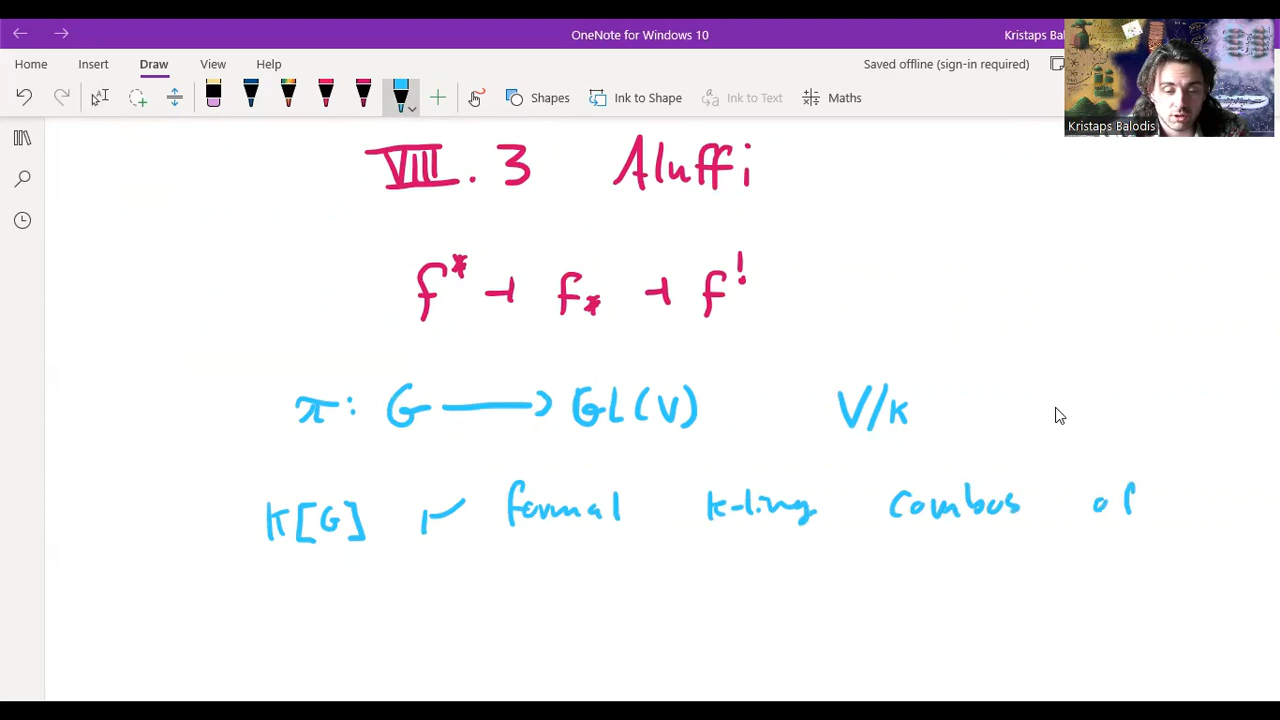 OneNote for Windows 10
Kristaps Bal
Home Insert Draw View Help
Saved offline (sign-in required)
Shapes Ink to Shape Ink to Text Maths
Kristaps Balodis
VIII.3 Aluffi
f* ⊣ f_* ⊣ f^!
π: G ⟶ GL(V) V/k
K[G] formal combos of